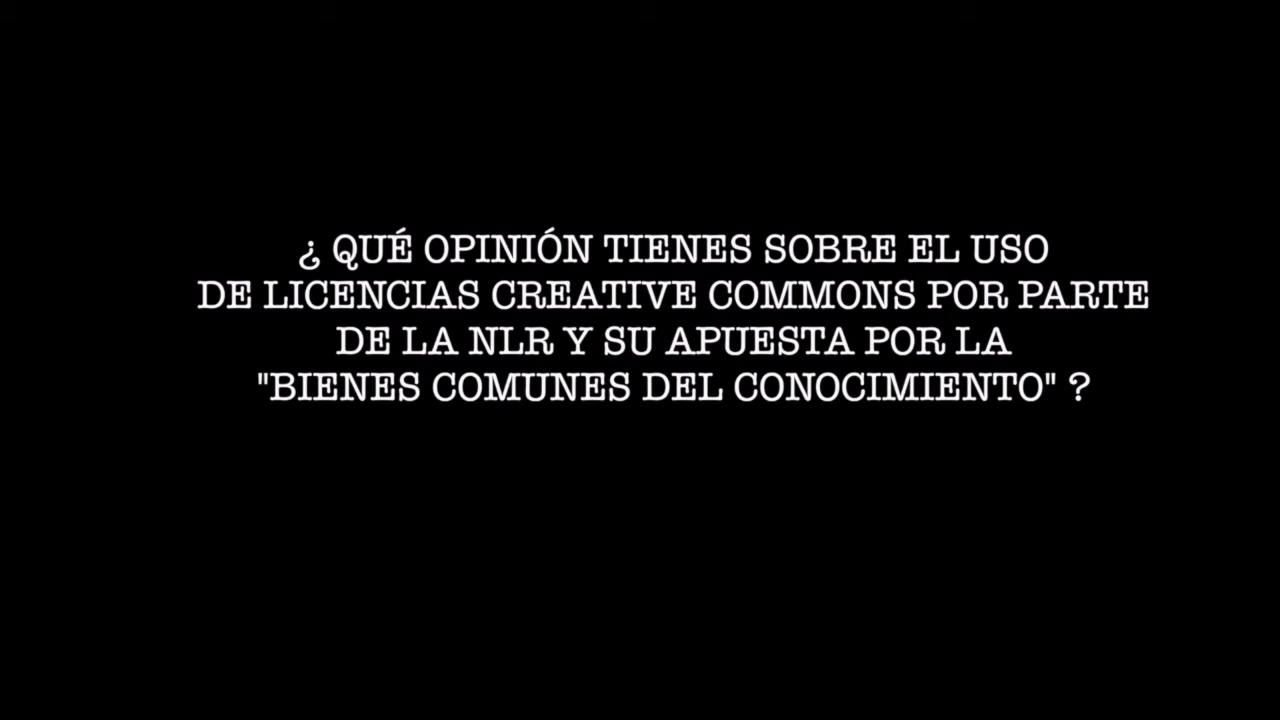 ¿ QUÉ OPINIÓN TIENES SOBRE EL USO
DE LICENCIAS CREATIVE COMMONS POR PARTE
DE LA NLR Y SU APUESTA POR LA
"BIENES COMUNES DEL CONOCIMIENTO" ?